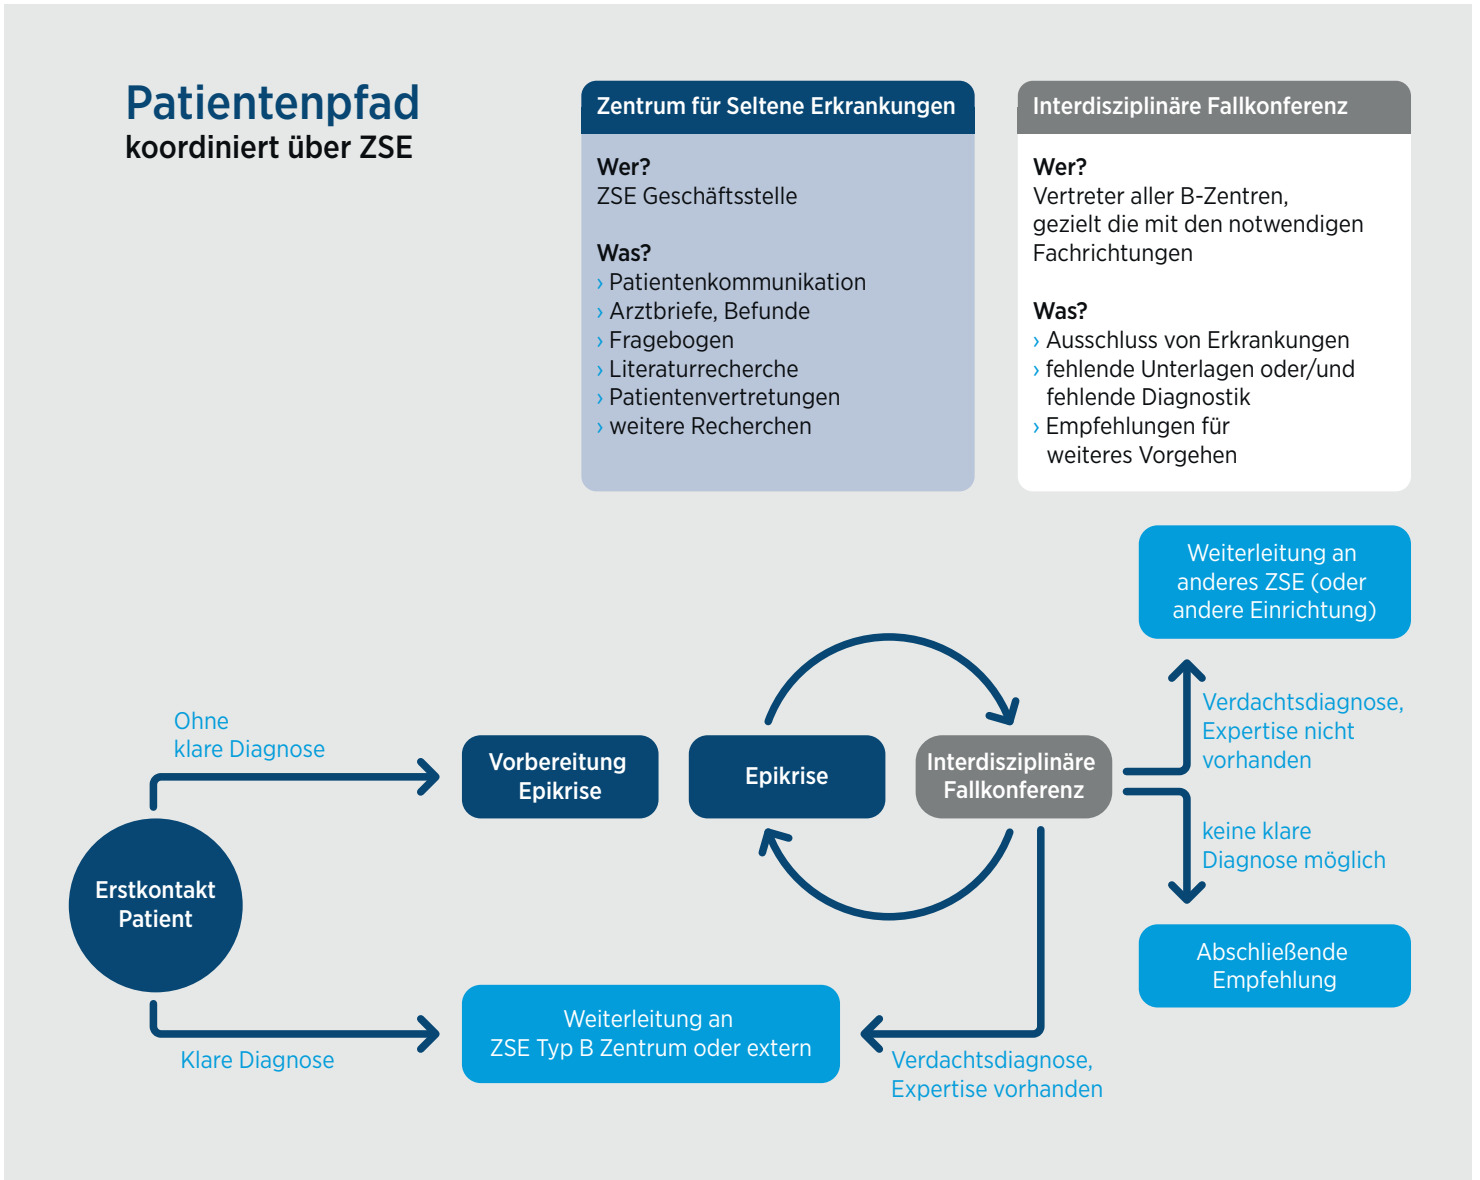 Patientenpfad
koordiniert über ZSE
Zentrum für Seltene Erkrankungen
Wer?
ZSE Geschäftsstelle
Was?
› Patientenkommunikation
› Arztbriefe, Befunde
› Fragebogen
› Literaturrecherche
› Patientenvertretungen
› weitere Recherchen
Interdisziplinäre Fallkonferenz
Wer?
Vertreter aller B-Zentren,
gezielt die mit den notwendigen
Fachrichtungen
Was?
› Ausschluss von Erkrankungen
› fehlende Unterlagen oder/und
fehlende Diagnostik
› Empfehlungen für
weiteres Vorgehen
Weiterleitung an
anderes ZSE (oder
andere Einrichtung)
Ohne
klare Diagnose
Vorbereitung
Epikrise
Epikrise
Interdisziplinäre
Fallkonferenz
Verdachtsdiagnose,
Expertise nicht
vorhanden
keine klare
Diagnose möglich
Erstkontakt
Patient
Abschließende
Empfehlung
Klare Diagnose
Weiterleitung an
ZSE Typ B Zentrum oder extern
Verdachtsdiagnose,
Expertise vorhanden